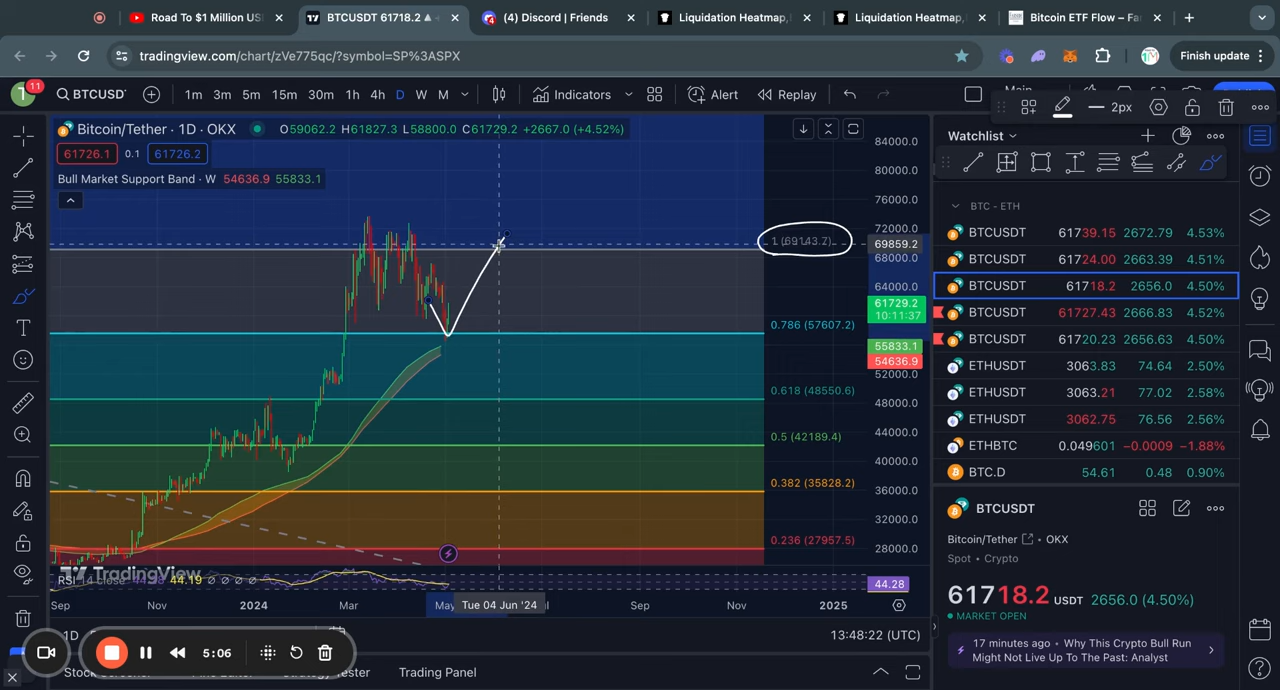 Road To $1 Million US
BTCUSDT 61718.2
(4) Discord | Friends
Liquidation Heatmap,
Liquidation Heatmap,
Bitcoin ETF Flow – Fa
tradingview.com/chart/zVe775qc/?symbol=SP%3ASPX
Finish update
11
BTCUSDT
1m 3m 5m 15m 30m 1h 4h D W M
Indicators
Alert
Replay
2px
Bitcoin/Tether · 1D · OKX
O59062.2 H61827.3 L58800.0 C61729.2 +2667.0 (+4.52%)
61726.1 0.1 61726.2
Bull Market Support Band · W 54636.9 55833.1
84000.0
80000.0
76000.0
72000.0
69859.2
68000.0
64000.0
61729.2
10:11:37
55833.1
54636.9
52000.0
48000.0
44000.0
40000.0
36000.0
32000.0
28000.0
1 (69143.7)
0.786 (57607.2)
0.618 (48550.6)
0.5 (42189.4)
0.382 (35828.2)
0.236 (27957.5)
TradingView
RSI 44.19
44.28
Sep Nov 2024 Mar May Tue 04 Jun '24 Sep Nov 2025
1D
13:48:22 (UTC)
5:06
Trading Panel
Watchlist
BTC - ETH
BTCUSDT 6139.15 2672.79 4.53%
BTCUSDT 61724.00 2663.39 4.51%
BTCUSDT 61718.2 2656.0 4.50%
BTCUSDT 61727.43 2666.83 4.52%
BTCUSDT 61720.23 2656.63 4.50%
ETHUSDT 3063.83 74.64 2.50%
ETHUSDT 3063.21 77.02 2.58%
ETHUSDT 3062.75 76.56 2.56%
ETHBTC 0.049601 −0.0009 −1.88%
BTC.D 54.61 0.48 0.90%
BTCUSDT
Bitcoin/Tether • OKX
Spot • Crypto
61718.2 USDT 2656.0 (4.50%)
MARKET OPEN
17 minutes ago • Why This Crypto Bull Run
Might Not Live Up To The Past: Analyst